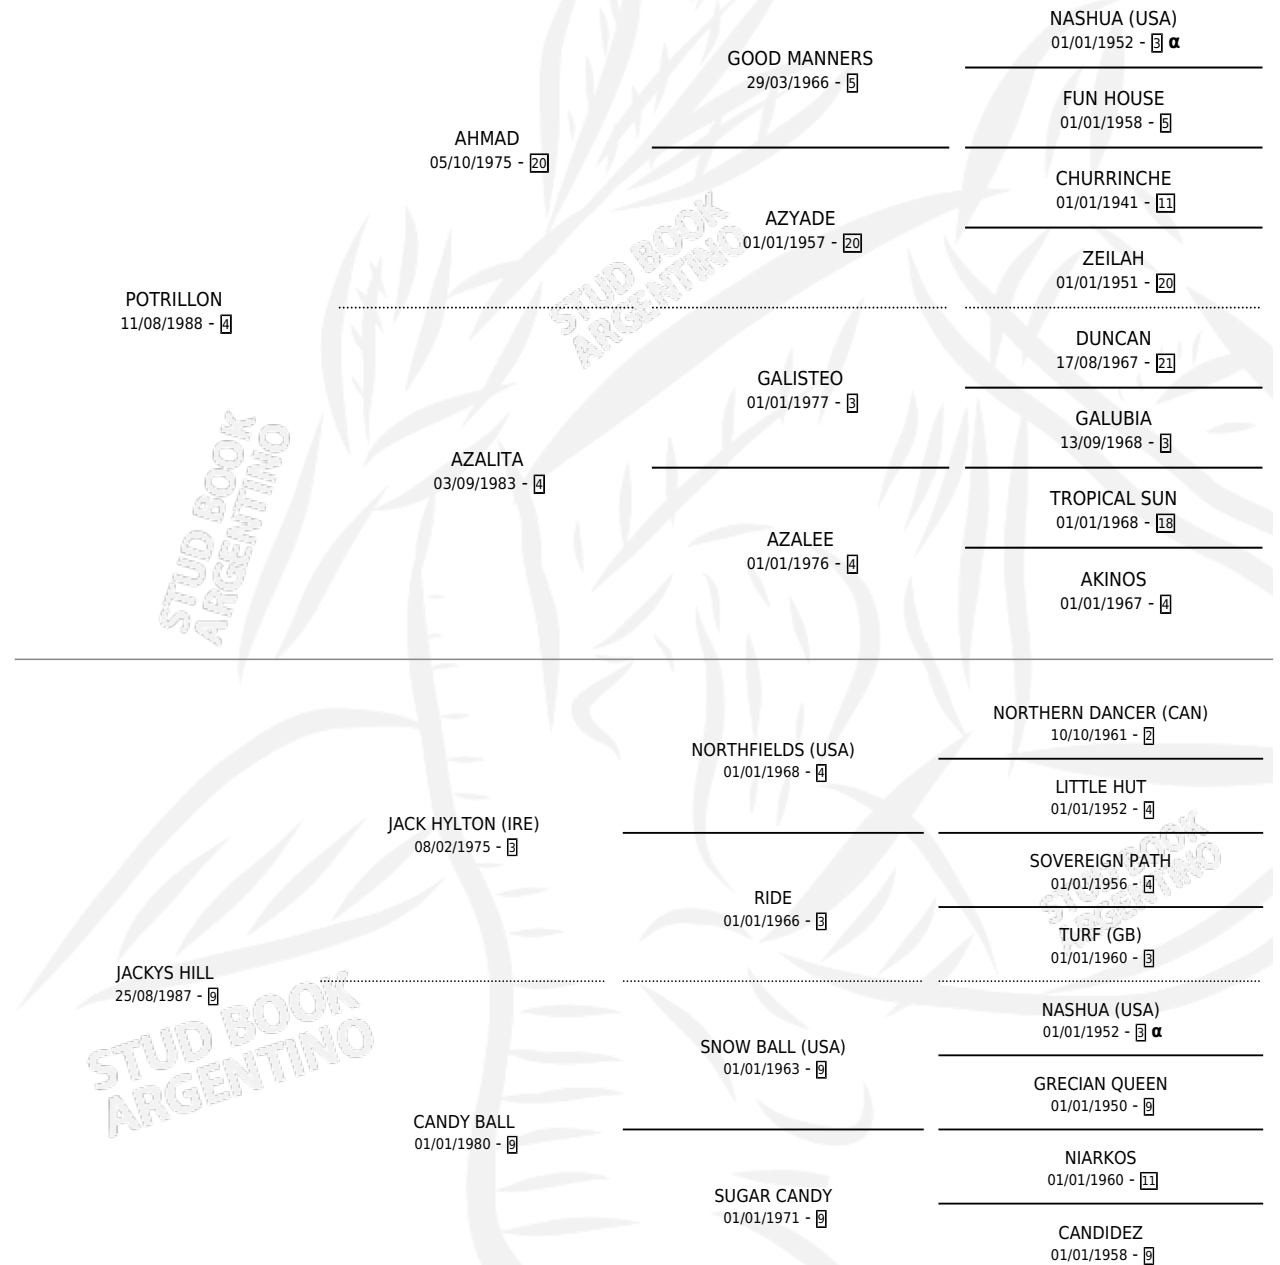 NASHUA (USA)
01/01/1952 - 3 α
GOOD MANNERS
29/03/1966 - 5
FUN HOUSE
01/01/1958 - 5
AHMAD
05/10/1975 - 20
CHURRINCHE
01/01/1941 - 11
AZYADE
01/01/1957 - 20
ZEILAH
01/01/1951 - 20
POTRILLON
11/08/1988 - 4
DUNCAN
17/08/1967 - 21
GALISTEO
01/01/1977 - 3
GALUBIA
13/09/1968 - 3
AZALITA
03/09/1983 - 4
TROPICAL SUN
01/01/1968 - 18
AZALEE
01/01/1976 - 4
AKINOS
01/01/1967 - 4
STUD BOOK
ARGENTINO
STUD BOOK
ARGENTINO
NORTHERN DANCER (CAN)
10/10/1961 - 2
NORTHFIELDS (USA)
01/01/1968 - 4
LITTLE HUT
01/01/1952 - 4
JACK HYLTON (IRE)
08/02/1975 - 3
SOVEREIGN PATH
01/01/1956 - 4
RIDE
01/01/1966 - 3
TURF (GB)
01/01/1960 - 3
JACKYS HILL
25/08/1987 - 9
NASHUA (USA)
01/01/1952 - 3 α
SNOW BALL (USA)
01/01/1963 - 9
GRECIAN QUEEN
01/01/1950 - 9
CANDY BALL
01/01/1980 - 9
NIARKOS
01/01/1960 - 11
SUGAR CANDY
01/01/1971 - 9
CANDIDEZ
01/01/1958 - 9
STUD BOOK
ARGENTINO
STUD BOOK
ARGENTINO